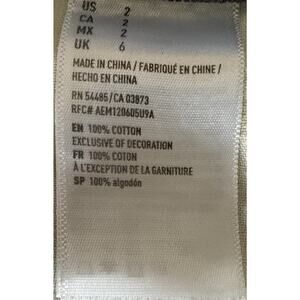 US 2
CA 2
MX 2
UK 6
MADE IN CHINA / FABRIQUÉ EN CHINE /
HECHO EN CHINA
RN 54485/CA 03873
RFC# AEM120605U9A
EN 100% COTTON
EXCLUSIVE OF DECORATION
FR 100% COTON
À L'EXCEPTION DE LA GARNITURE
SP 100% algodón